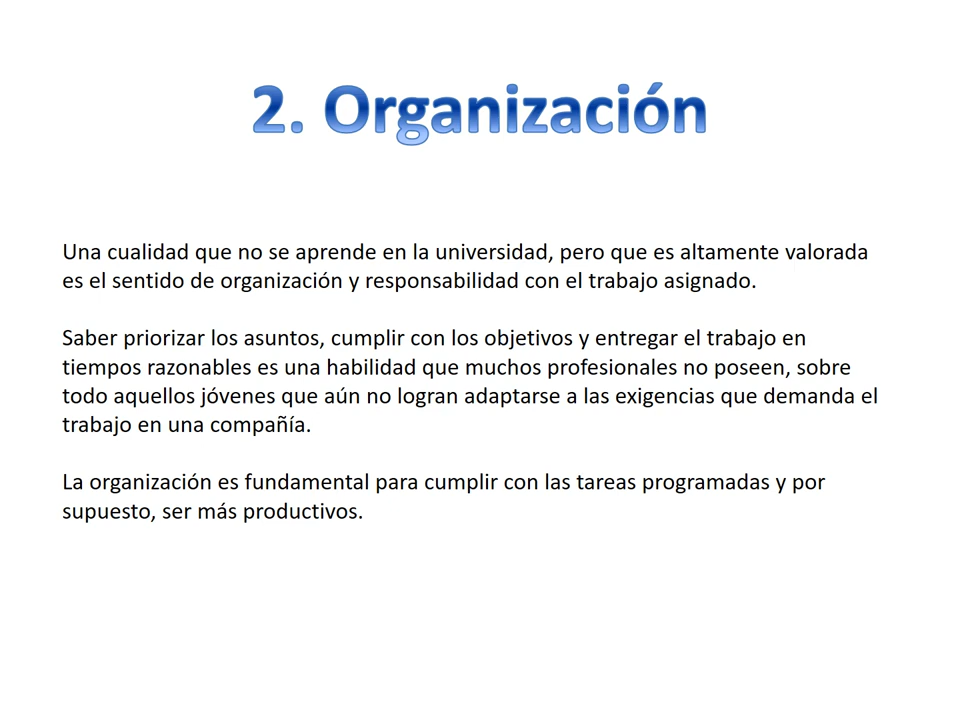 2. Organización
Una cualidad que no se aprende en la universidad, pero que es altamente valorada
es el sentido de organización y responsabilidad con el trabajo asignado.
Saber priorizar los asuntos, cumplir con los objetivos y entregar el trabajo en
tiempos razonables es una habilidad que muchos profesionales no poseen, sobre
todo aquellos jóvenes que aún no logran adaptarse a las exigencias que demanda el
trabajo en una compañía.
La organización es fundamental para cumplir con las tareas programadas y por
supuesto, ser más productivos.